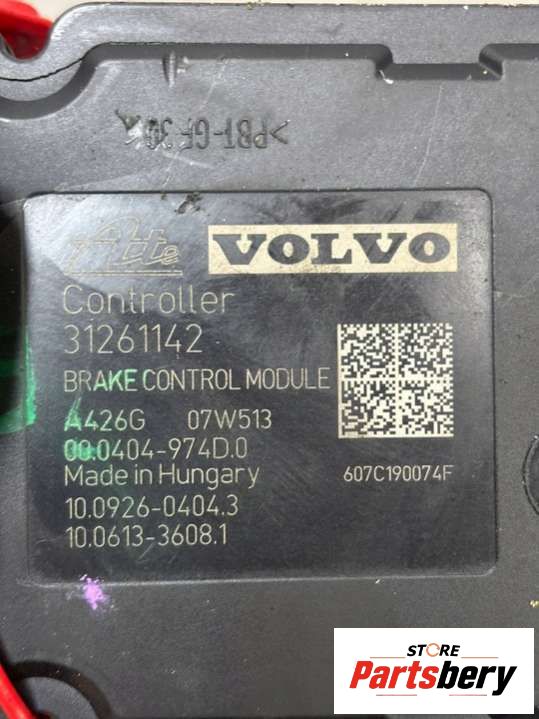 >PBT-GF30<
Ate VOLVO
Controller
31261142
BRAKE CONTROL MODULE
A426G 07W513
00.0404-974D.0
Made in Hungary 607C190074F
10.0926-0404.3
10.0613-3608.1
STORE
Partsbery